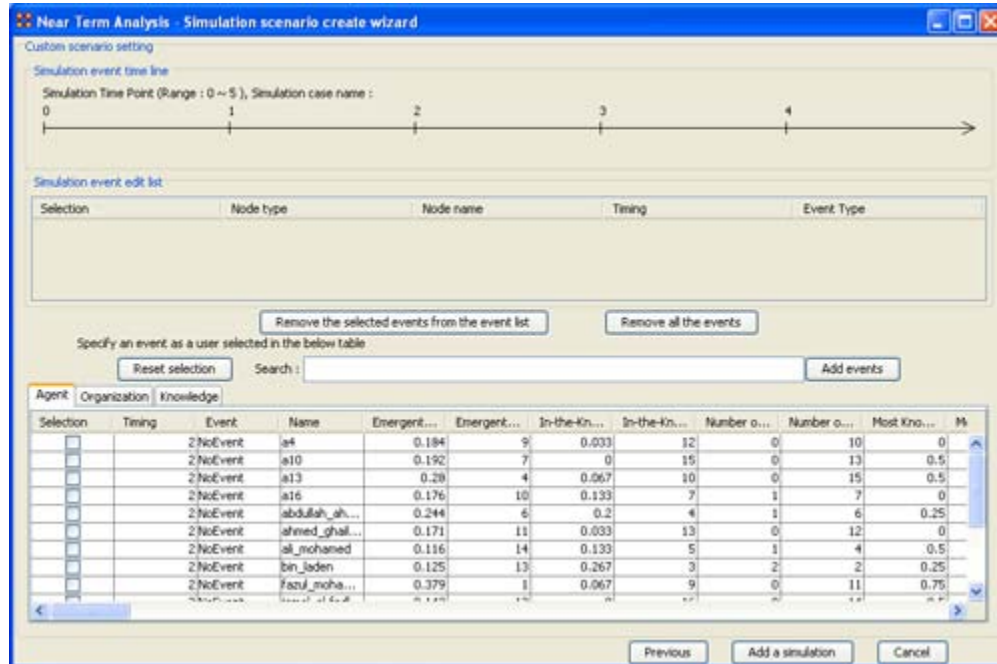 Near Term Analysis - Simulation scenario create wizard
Custom scenario setting
Simulation event time line
Simulation Time Point (Range : 0 ~ 5 ), Simulation case name :
0 1 2 3 4
Simulation event edit list
Selection Node type Node name Timing Event Type
Remove the selected events from the event list Remove all the events
Specify an event as a user selected in the below table
Reset selection Search : Add events
Agent Organization Knowledge
Selection Timing Event Name Emergent... Emergent... In-the-Kn... In-the-Kn... Number o... Number o... Most Kno... M
2 NoEvent a4 0.184 9 0.033 12 0 10 0
2 NoEvent a10 0.192 7 0 15 0 13 0.5
2 NoEvent a13 0.28 4 0.067 10 0 15 0.5
2 NoEvent a16 0.176 10 0.133 7 1 7 0
2 NoEvent abdullah_ah... 0.244 6 0.2 4 1 6 0.25
2 NoEvent ahmed_ghail... 0.171 11 0.033 13 0 12 0
2 NoEvent ali_mohamed 0.116 14 0.133 5 1 4 0.5
2 NoEvent bin_laden 0.125 13 0.267 3 2 2 0.25
2 NoEvent fazul_moha... 0.379 1 0.067 9 0 11 0.75
2 NoEvent
Previous Add a simulation Cancel